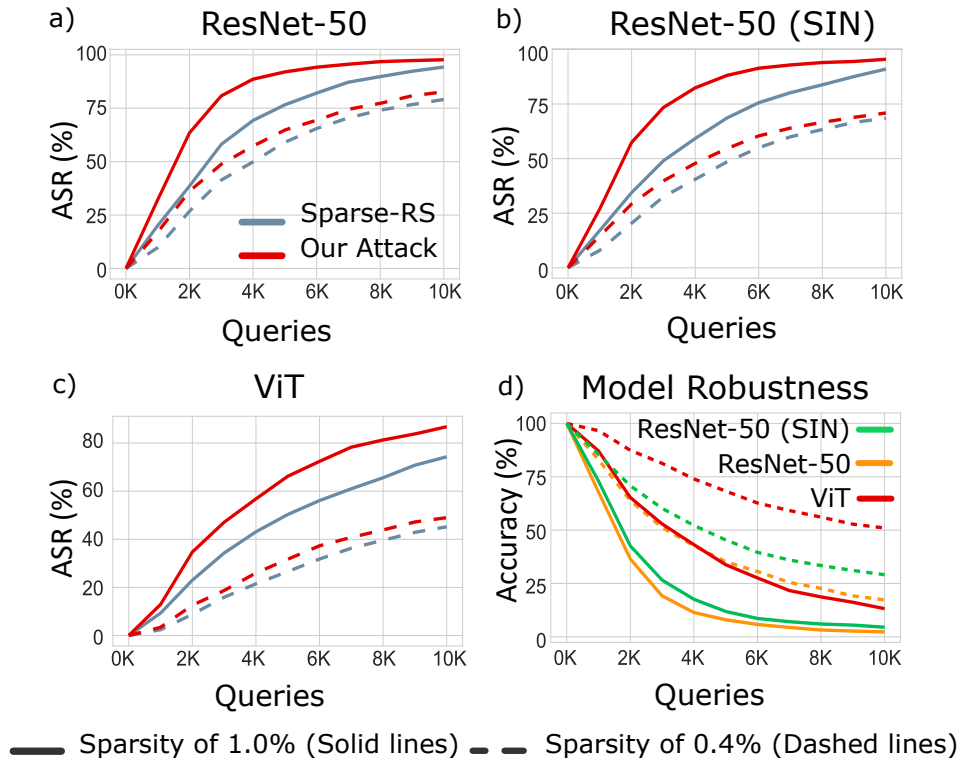 a)
ResNet-50
100
75
50
25
0
ASR (%)
Sparse-RS
Our Attack
0K 2K 4K 6K 8K 10K
Queries
b)
ResNet-50 (SIN)
100
75
50
25
0
ASR (%)
0K 2K 4K 6K 8K 10K
Queries
c)
ViT
80
60
40
20
0
ASR (%)
0K 2K 4K 6K 8K 10K
Queries
d)
Model Robustness
100
75
50
25
0
Accuracy (%)
ResNet-50 (SIN)
ResNet-50
ViT
0K 2K 4K 6K 8K 10K
Queries
Sparsity of 1.0% (Solid lines) Sparsity of 0.4% (Dashed lines)